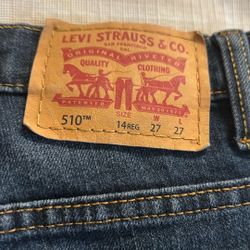 LEVI STRAUSS & CO.
SAN FRANCISCO
CAL.
ORIGINAL RIVETED
QUALITY CLOTHING
PATENTED MAY 20 1873
SIZE W L
510™ 14REG 27 27